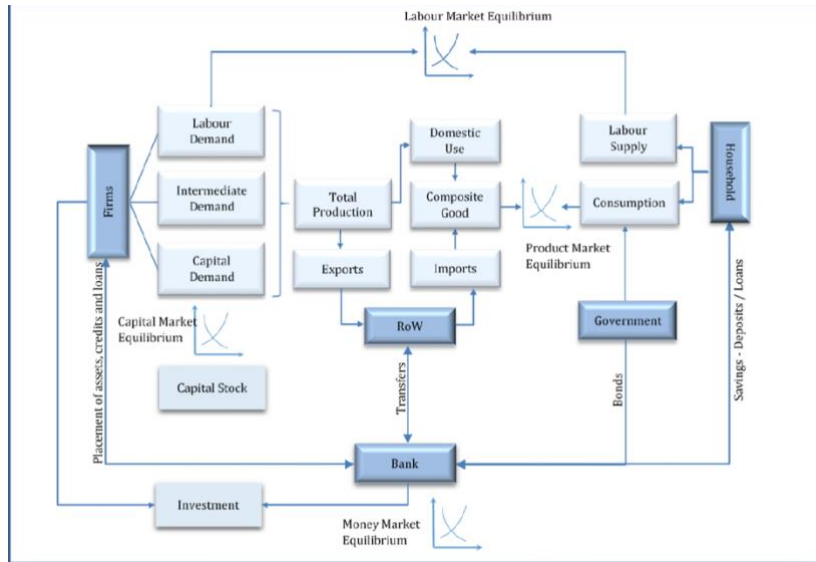 Labour Market Equilibrium
Labour
Demand
Domestic
Use
Labour
Supply
Household
Firms
Intermediate
Demand
Total
Production
Composite
Good
Consumption
Capital
Demand
Exports
Imports
Product Market
Equilibrium
Capital Market
Equilibrium
RoW
Government
Capital Stock
Placement of assets, credits and loans
Transfers
Bonds
Savings - Deposits / Loans
Bank
Investment
Money Market
Equilibrium